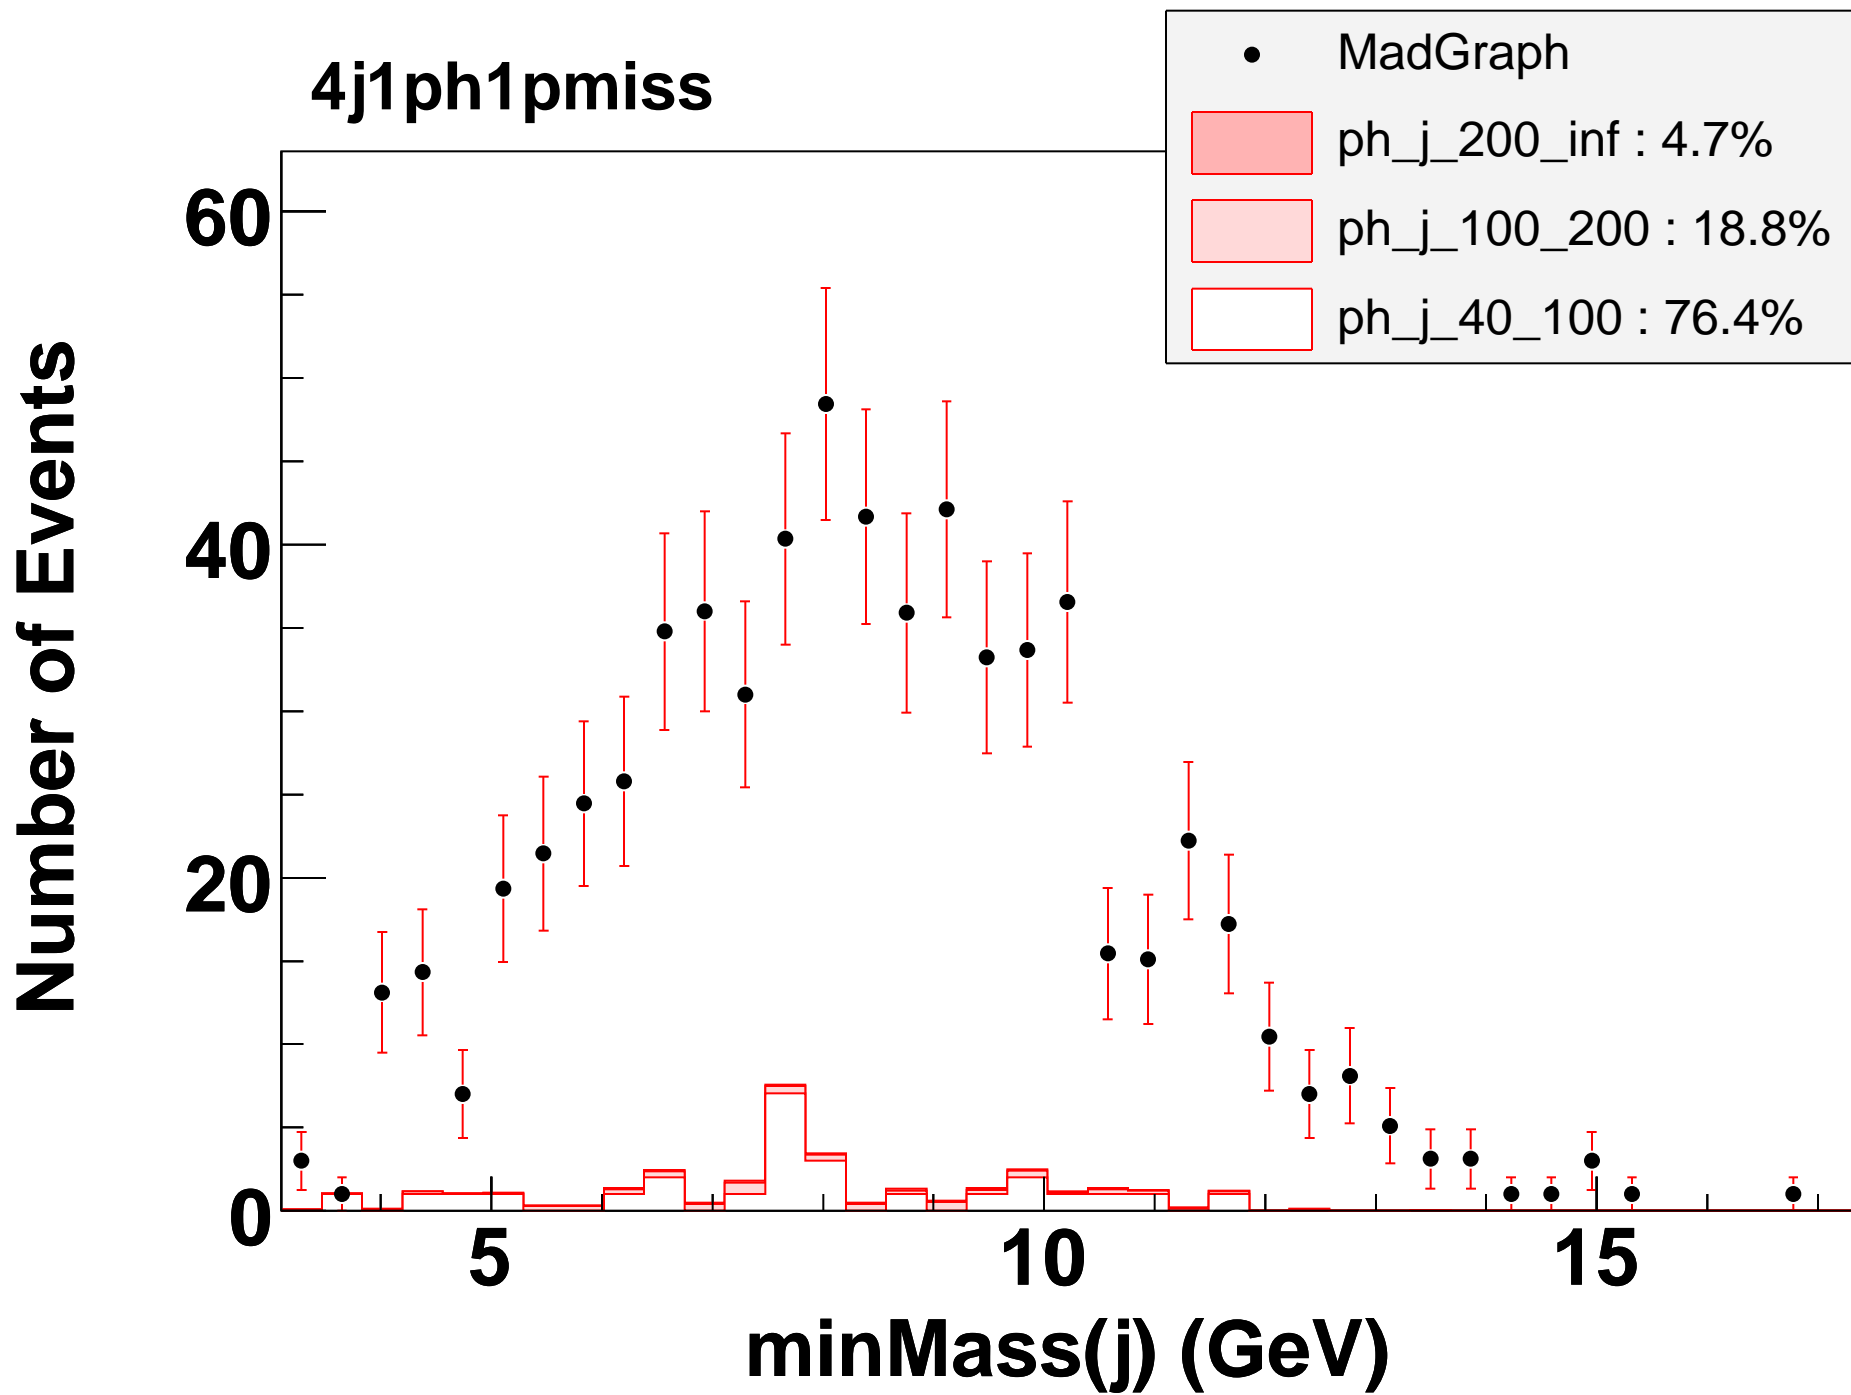 4j1ph1pmiss
MadGraph
ph_j_200_inf : 4.7%
ph_j_100_200 : 18.8%
ph_j_40_100 : 76.4%
Number of Events
60
40
20
0
5
10
15
minMass(j) (GeV)